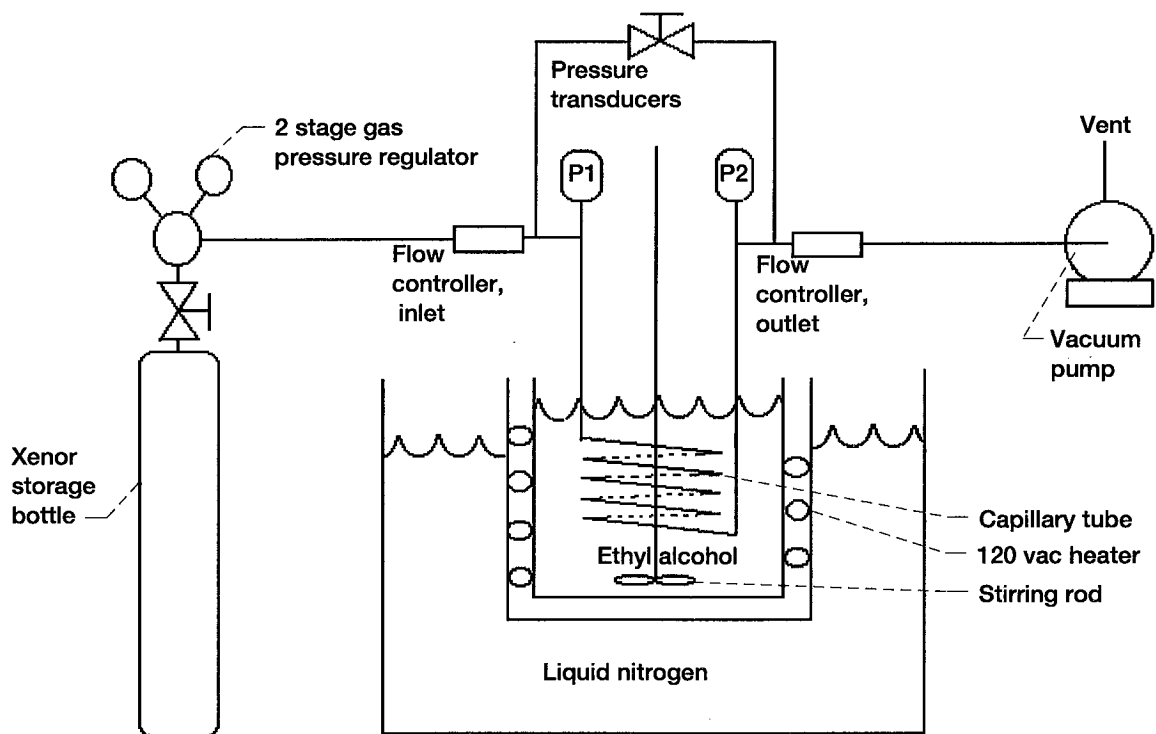 Pressure
transducers
2 stage gas
pressure regulator
Vent
P1
P2
Flow
controller,
inlet
Flow
controller,
outlet
Vacuum
pump
Xenor
storage
bottle
Capillary tube
Ethyl alcohol
120 vac heater
Stirring rod
Liquid nitrogen